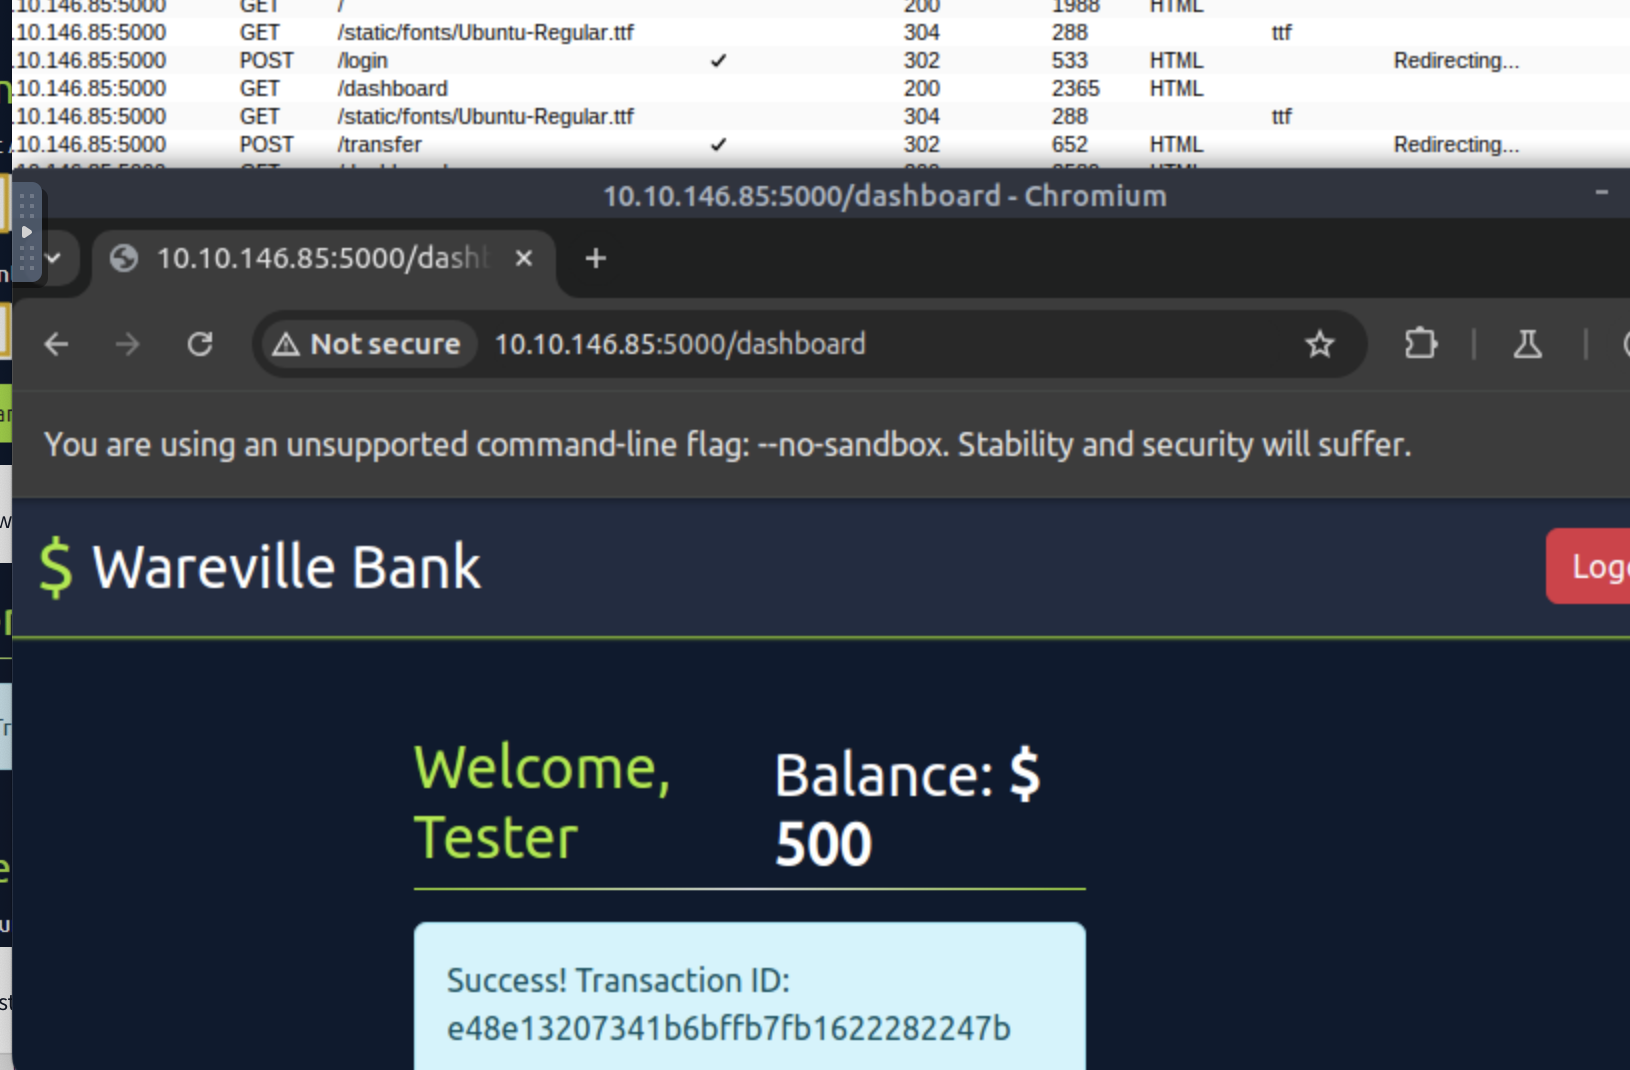 .10.146.85:5000 GET / 200 1988 HTML
.10.146.85:5000 GET /static/fonts/Ubuntu-Regular.ttf 304 288 ttf
.10.146.85:5000 POST /login ✓ 302 533 HTML Redirecting...
.10.146.85:5000 GET /dashboard 200 2365 HTML
.10.146.85:5000 GET /static/fonts/Ubuntu-Regular.ttf 304 288 ttf
.10.146.85:5000 POST /transfer ✓ 302 652 HTML Redirecting...
10.10.146.85:5000/dashboard - Chromium
10.10.146.85:5000/dashb
Not secure 10.10.146.85:5000/dashboard
You are using an unsupported command-line flag: --no-sandbox. Stability and security will suffer.
$ Wareville Bank
Logo
Welcome,
Tester
Balance: $
500
Success! Transaction ID:
e48e13207341b6bffb7fb1622282247b